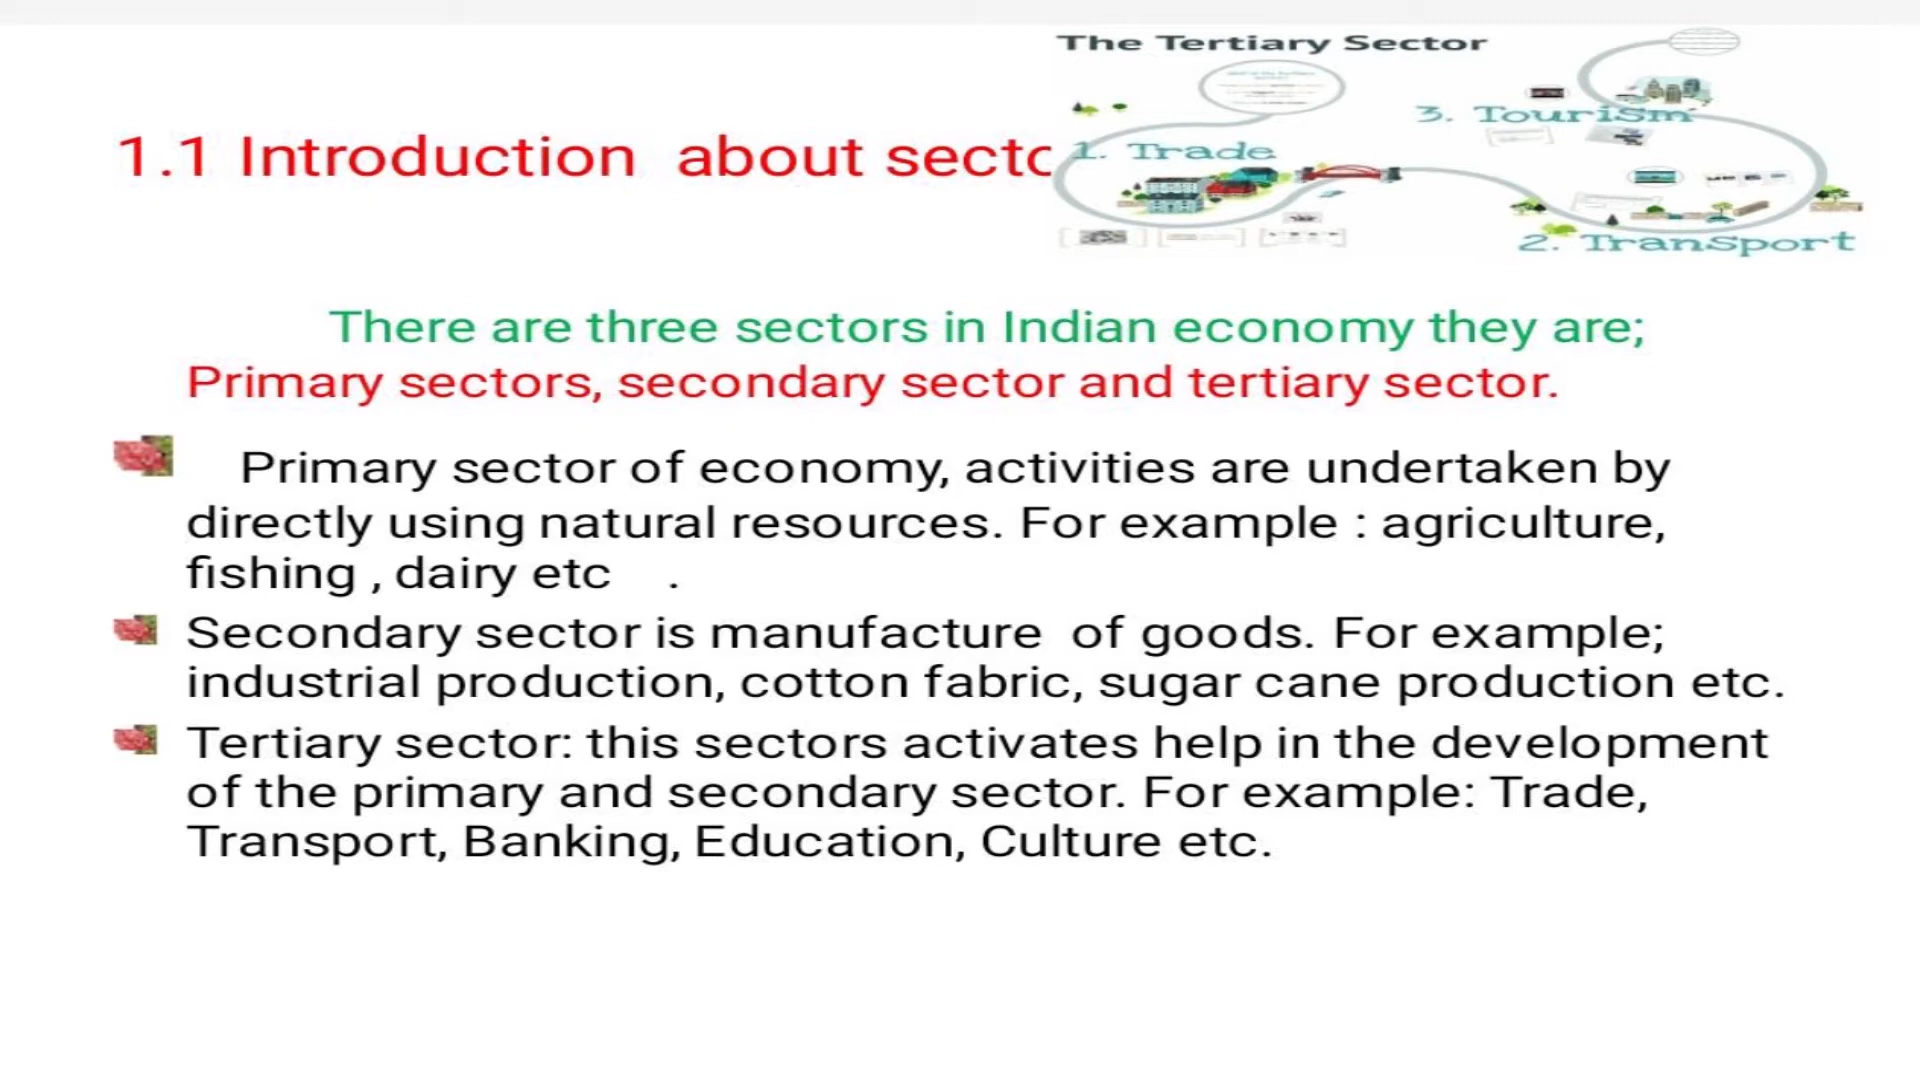 The Tertiary Sector
3. Tourism
1.1 Introduction  about secto
1. Trade
2. Transport
There are three sectors in Indian economy they are;
Primary sectors, secondary sector and tertiary sector.
Primary sector of economy, activities are undertaken by
directly using natural resources. For example : agriculture,
fishing , dairy etc    .
Secondary sector is manufacture  of goods. For example;
industrial production, cotton fabric, sugar cane production etc.
Tertiary sector: this sectors activates help in the development
of the primary and secondary sector. For example: Trade,
Transport, Banking, Education, Culture etc.